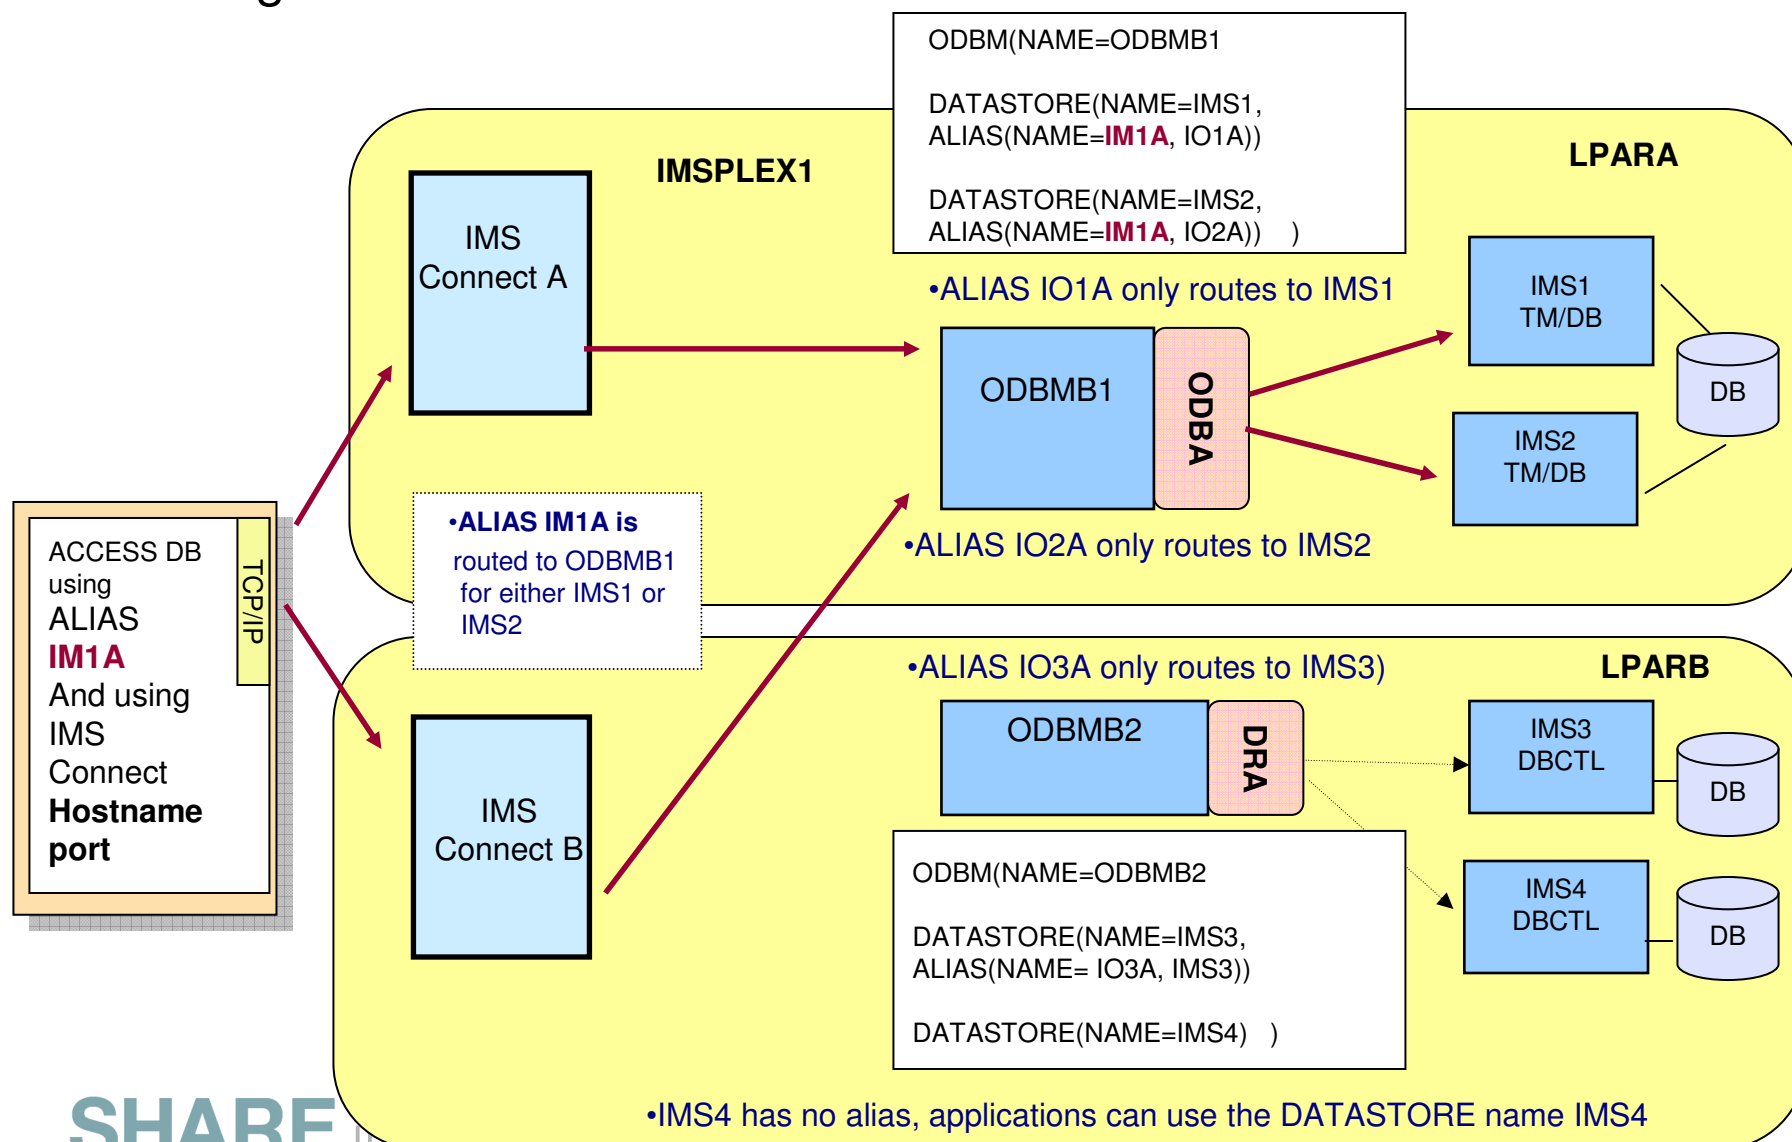 ODBM(NAME=ODBMB1
DATASTORE(NAME=IMS1,
ALIAS(NAME=IM1A, IO1A))
DATASTORE(NAME=IMS2,
ALIAS(NAME=IM1A, IO2A)) )
IMSPLEX1
LPARA
IMS
Connect A
•ALIAS IO1A only routes to IMS1
IMS1
TM/DB
ODBMB1
ODBA
DB
IMS2
TM/DB
•ALIAS IO2A only routes to IMS2
•ALIAS IM1A is
routed to ODBMB1
for either IMS1 or
IMS2
ACCESS DB
using
ALIAS
IM1A
And using
IMS
Connect
Hostname
port
TCP/IP
•ALIAS IO3A only routes to IMS3)
LPARB
IMS
Connect B
ODBMB2
DRA
IMS3
DBCTL
DB
IMS4
DBCTL
DB
ODBM(NAME=ODBMB2
DATASTORE(NAME=IMS3,
ALIAS(NAME= IO3A, IMS3))
DATASTORE(NAME=IMS4) )
•IMS4 has no alias, applications can use the DATASTORE name IMS4
SHARE